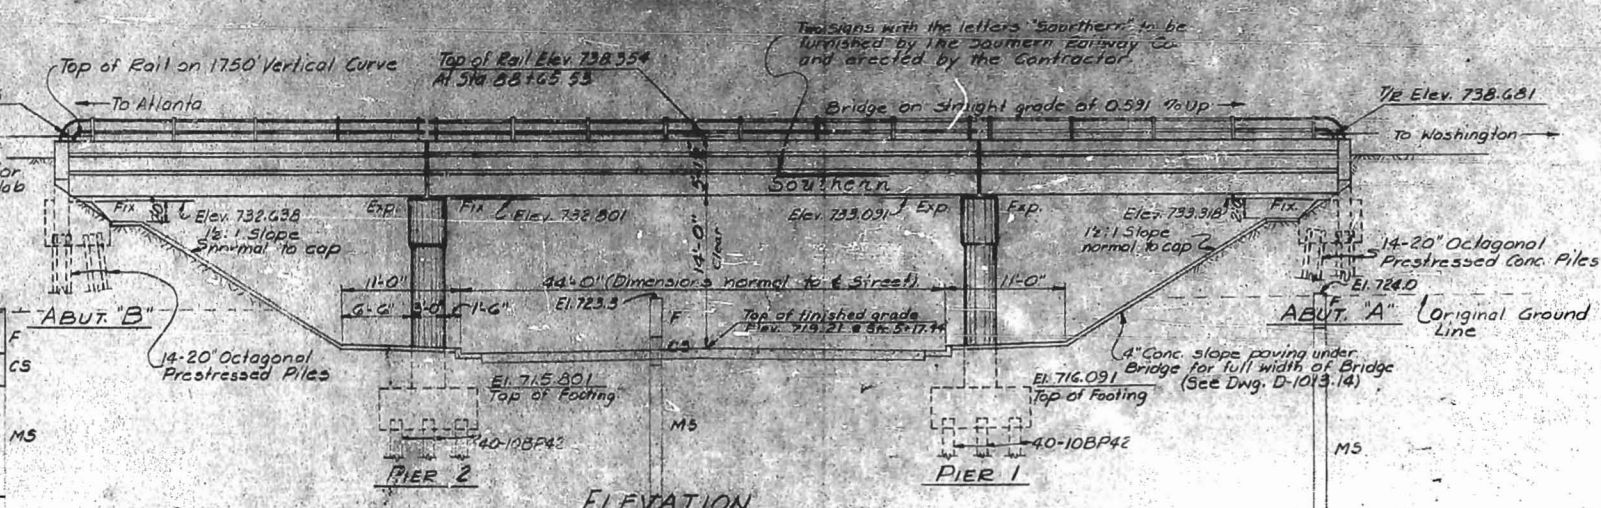 Two signs with the letters "Sourthern" to be
furnished by the Southern Railway Co.
and erected by the Contractor.
Top of Rail on 1750' Vertical Curve
Top of Rail Elev. 738.354
At Sta. 88+65.53
To Atlanta
Bridge on straight grade of 0.591 % Up
T/R Elev. 738.681
To Washington
or
lab
Southern
Fix
Elev. 732.638
Exp.
Fix
Elev. 732.801
Elev. 733.091
Exp.
Exp.
Elev. 733.318
Fix.
1½:1 Slope
normal to cap
14'-0"
Clear
1½:1 Slope
normal to cap
14-20" Octagonal
Prestressed Conc. Piles
11'-0"
44'-0" (Dimensions normal to ₵ Street)
11'-0"
6'-6"
3'-0"
1'-6"
El. 723.3
El. 724.0
ABUT. "B"
F
Top of finished grade
F
ABUT. "A"
Original Ground
Line
F
CS
CS
14-20" Octagonal
Prestressed Piles
El. 715.801
Top of Footing
El. 716.091
Top of Footing
4" Conc. slope paving under
Bridge for full width of Bridge
(See Dwg. D-1013.14)
MS
MS
MS
40-10BP42
40-10BP42
PIER 2
PIER 1
ELEVATION